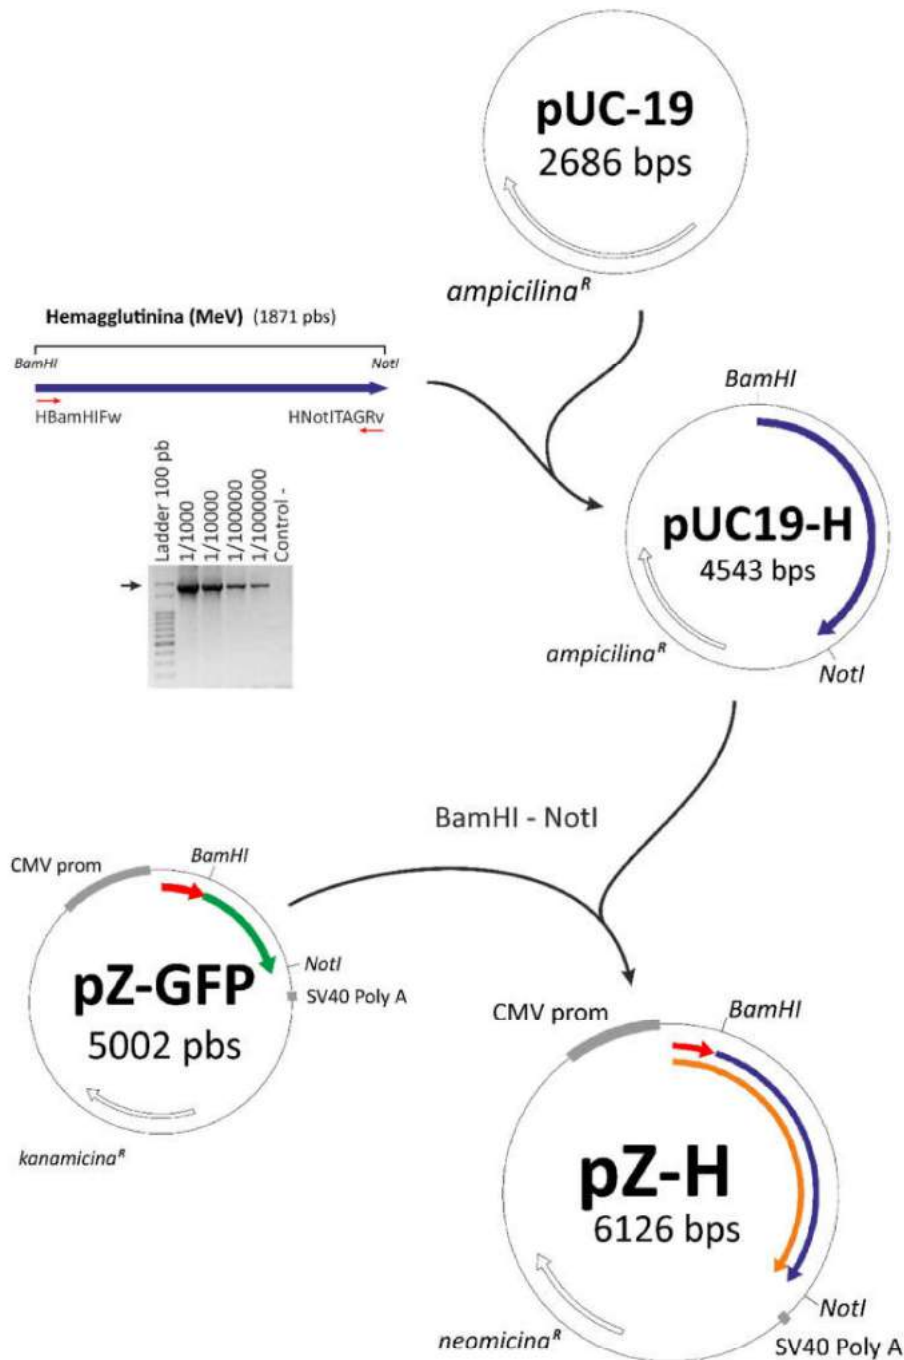 pUC-19
2686 bps
ampicilina^R
Hemagglutinina (MeV) (1871 pbs)
BamHI
NotI
HBamHIFw
HNotITAGRv
Ladder 100 pb
1/1000
1/10000
1/100000
1/1000000
Control -
BamHI
pUC19-H
4543 bps
ampicilina^R
NotI
BamHI - NotI
CMV prom
BamHI
pZ-GFP
5002 pbs
NotI
SV40 Poly A
kanamicina^R
CMV prom
BamHI
pZ-H
6126 bps
neomicina^R
NotI
SV40 Poly A